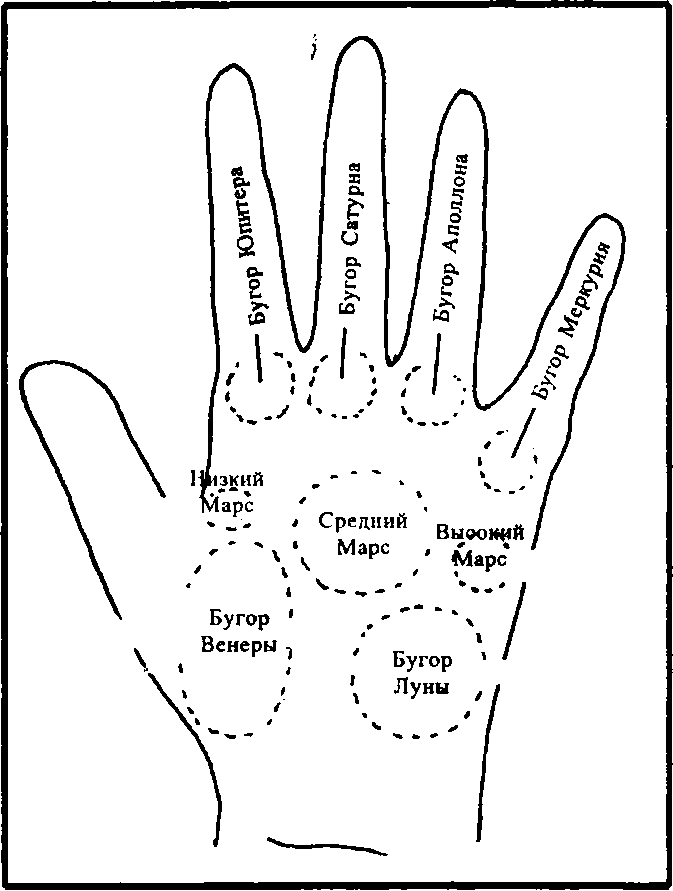 Бугор Юпитера
Бугор Сатурна
Бугор Аполлона
Бугор Меркурия
Низкий
Марс
Средний
Марс
Высокий
Марс
Бугор
Венеры
Бугор
Луны